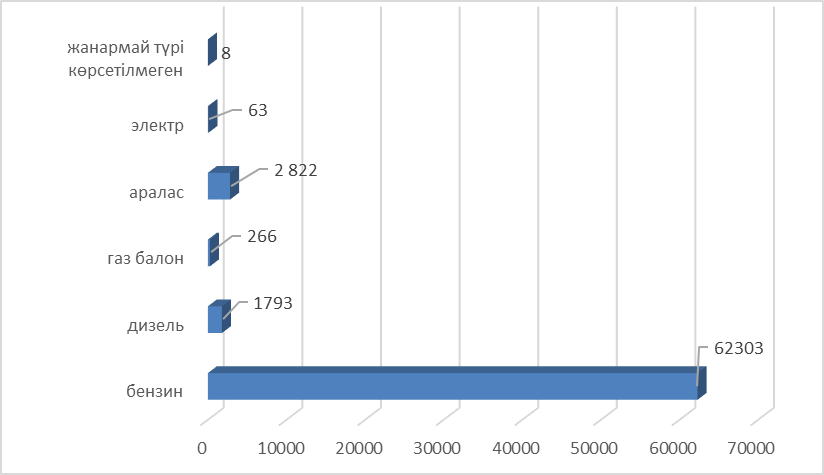 жанармай түрі
көрсетілмеген
8
электр
63
аралас
2 822
газ балон
266
дизель
1793
бензин
62303
0 10000 20000 30000 40000 50000 60000 70000